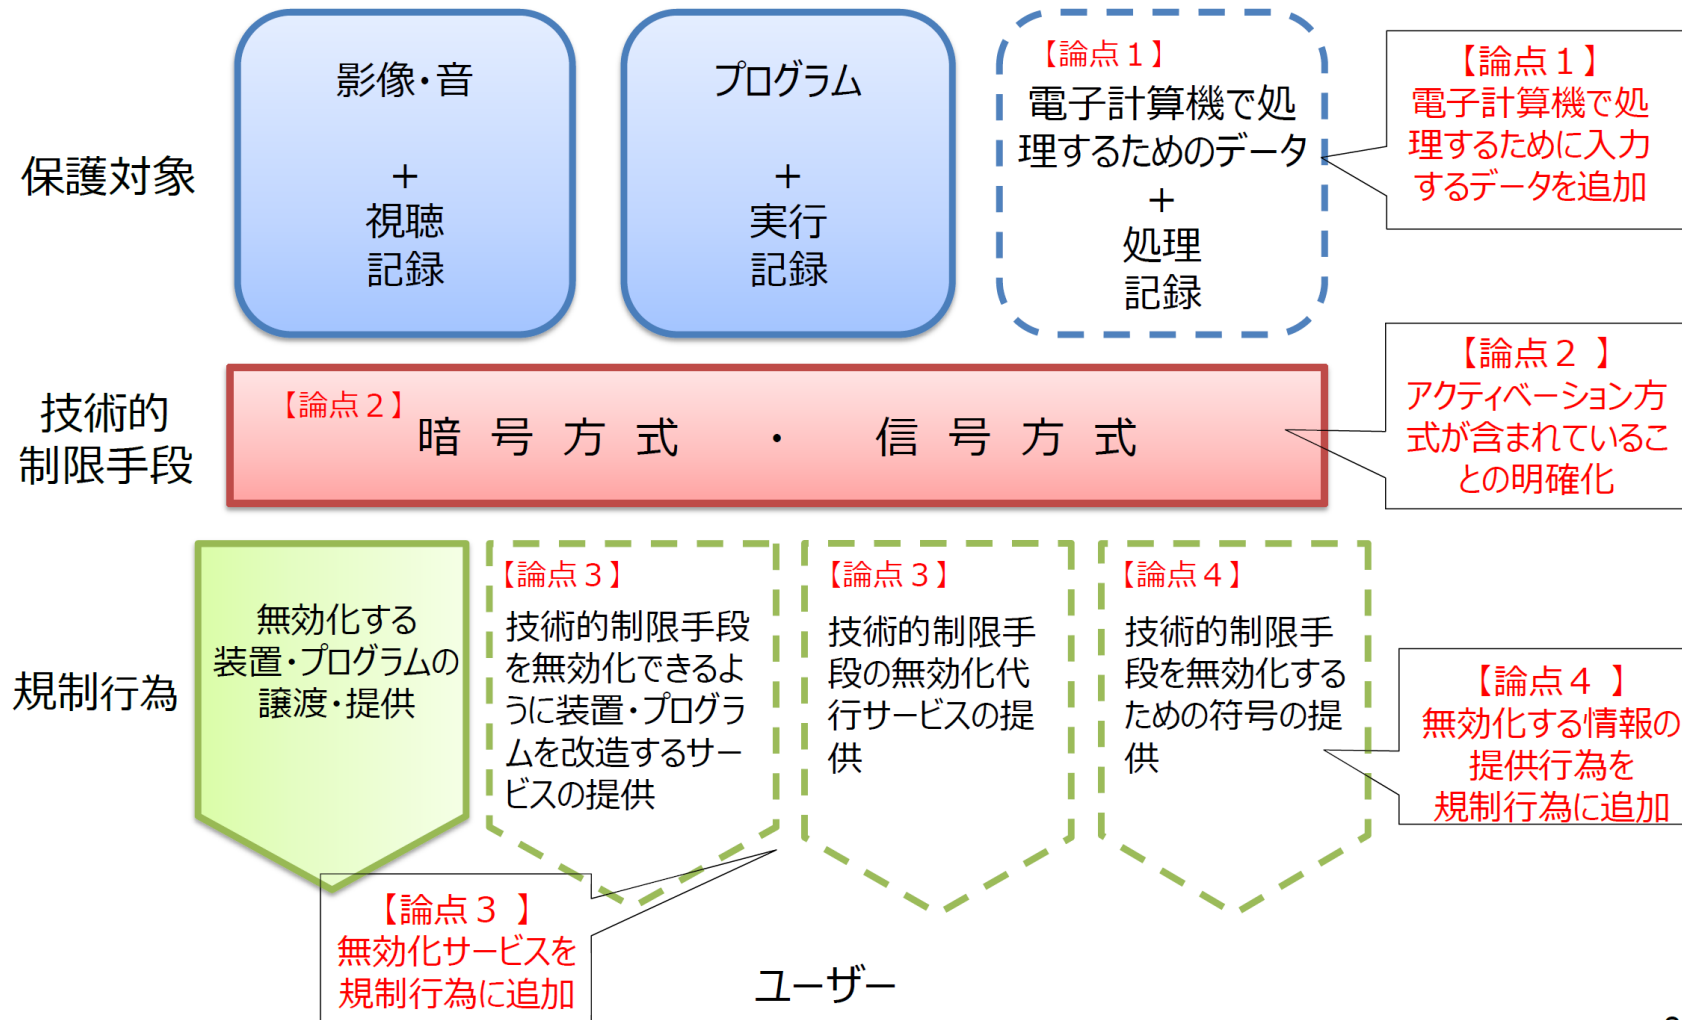 保護対象
影像・音
+
視聴
記録
プログラム
+
実行
記録
【論点１】
電子計算機で処
理するためのデータ
+
処理
記録
【論点１】
電子計算機で処
理するために入力
するデータを追加
技術的
制限手段
【論点２】
暗 号 方 式 ・ 信 号 方 式
【論点２ 】
アクティベーション方
式が含まれているこ
との明確化
規制行為
無効化する
装置・プログラムの
譲渡・提供
【論点３】
技術的制限手段
を無効化できるよ
うに装置・プログラ
ムを改造するサー
ビスの提供
【論点３】
技術的制限手
段の無効化代
行サービスの提
供
【論点４】
技術的制限手
段を無効化する
ための符号の提
供
【論点４ 】
無効化する情報の
提供行為を
規制行為に追加
【論点３ 】
無効化サービスを
規制行為に追加
ユーザー